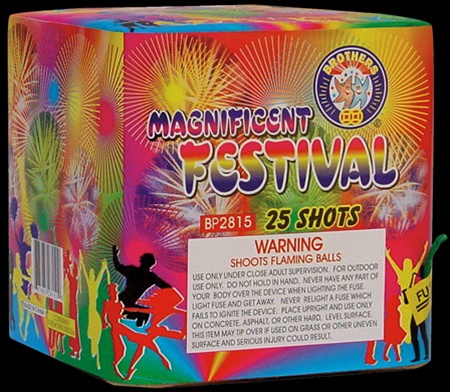 BROTHERS
®
MAGNIFICENT
FESTIVAL
BP2815 25 SHOTS
WARNING
SHOOTS FLAMING BALLS
USE ONLY UNDER CLOSE ADULT SUPERVISION. FOR OUTDOOR
USE ONLY. DO NOT HOLD IN HAND. NEVER HAVE ANY PART OF
YOUR BODY OVER THE DEVICE WHEN LIGHTING THE FUSE.
LIGHT FUSE AND GET AWAY. NEVER RELIGHT A FUSE WHICH
FAILS TO IGNITE THE DEVICE. PLACE UPRIGHT AND USE ONLY
ON CONCRETE, ASPHALT, OR OTHER HARD, LEVEL SURFACE.
THIS ITEM MAY TIP OVER IF USED ON GRASS OR OTHER UNEVEN
SURFACE AND SERIOUS INJURY COULD RESULT.
FU